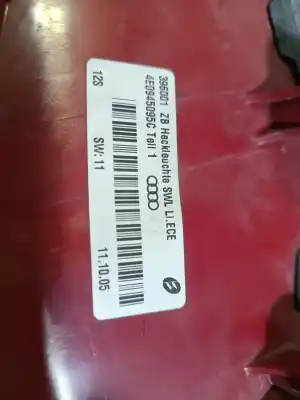 396001 ZB Heckleuchte SWL LI.ECE
4E0945095C Teil 1
12S
SW: 11
11.10.05